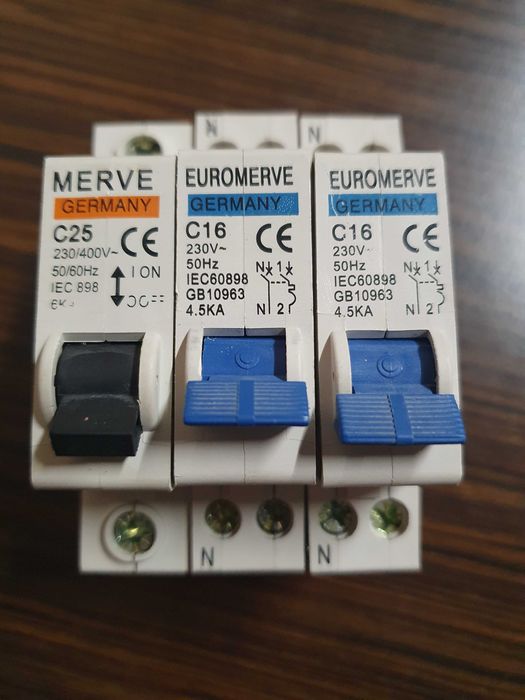 N
N
MERVE
GERMANY
C25
CE
230/400V~
50/60Hz
ION
IEC 898
EUROMERVE
GERMANY
C16
CE
230V~
50Hz
IEC60898
GB10963
4.5KA
N 1
N 2
EUROMERVE
GERMANY
C16
CE
230V~
50Hz
IEC60898
GB10963
4.5KA
N 1
N 2
N
N